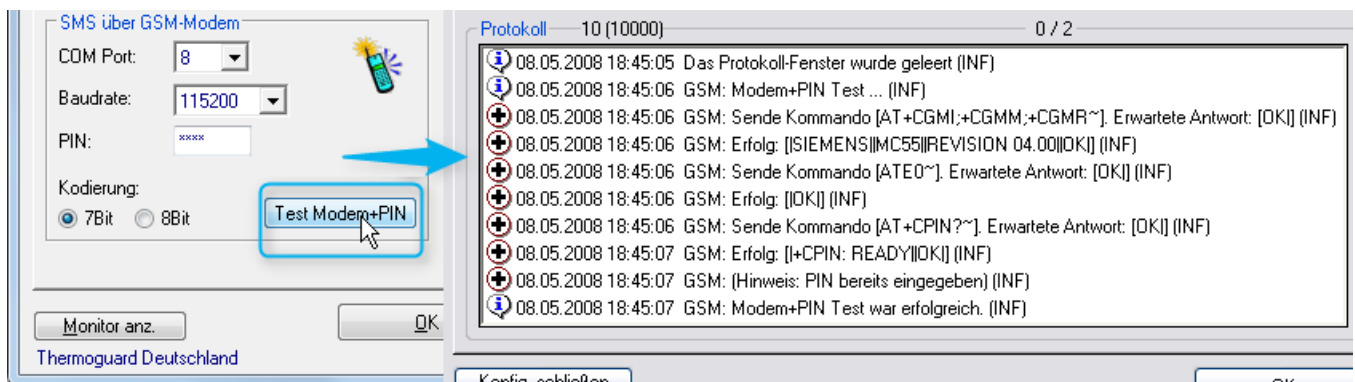 SMS über GSM-Modem
COM Port: 8
Baudrate: 115200
PIN: ****
Kodierung:
7Bit 8Bit
Test Modem+PIN
Monitor anz.
OK
Thermoguard Deutschland
Protokoll 10 (10000) 0 / 2
08.05.2008 18:45:05 Das Protokoll-Fenster wurde geleert (INF)
08.05.2008 18:45:06 GSM: Modem+PIN Test ... (INF)
08.05.2008 18:45:06 GSM: Sende Kommando [AT+CGMI;+CGMM;+CGMR~]. Erwartete Antwort: [OK|] (INF)
08.05.2008 18:45:06 GSM: Erfolg: [|SIEMENS||MC55||REVISION 04.00||OK|] (INF)
08.05.2008 18:45:06 GSM: Sende Kommando [ATE0~]. Erwartete Antwort: [OK|] (INF)
08.05.2008 18:45:06 GSM: Erfolg: [|OK|] (INF)
08.05.2008 18:45:06 GSM: Sende Kommando [AT+CPIN?~]. Erwartete Antwort: [OK|] (INF)
08.05.2008 18:45:07 GSM: Erfolg: [|+CPIN: READY||OK|] (INF)
08.05.2008 18:45:07 GSM: (Hinweis: PIN bereits eingegeben) (INF)
08.05.2008 18:45:07 GSM: Modem+PIN Test war erfolgreich. (INF)
Konfig. schließen
OK